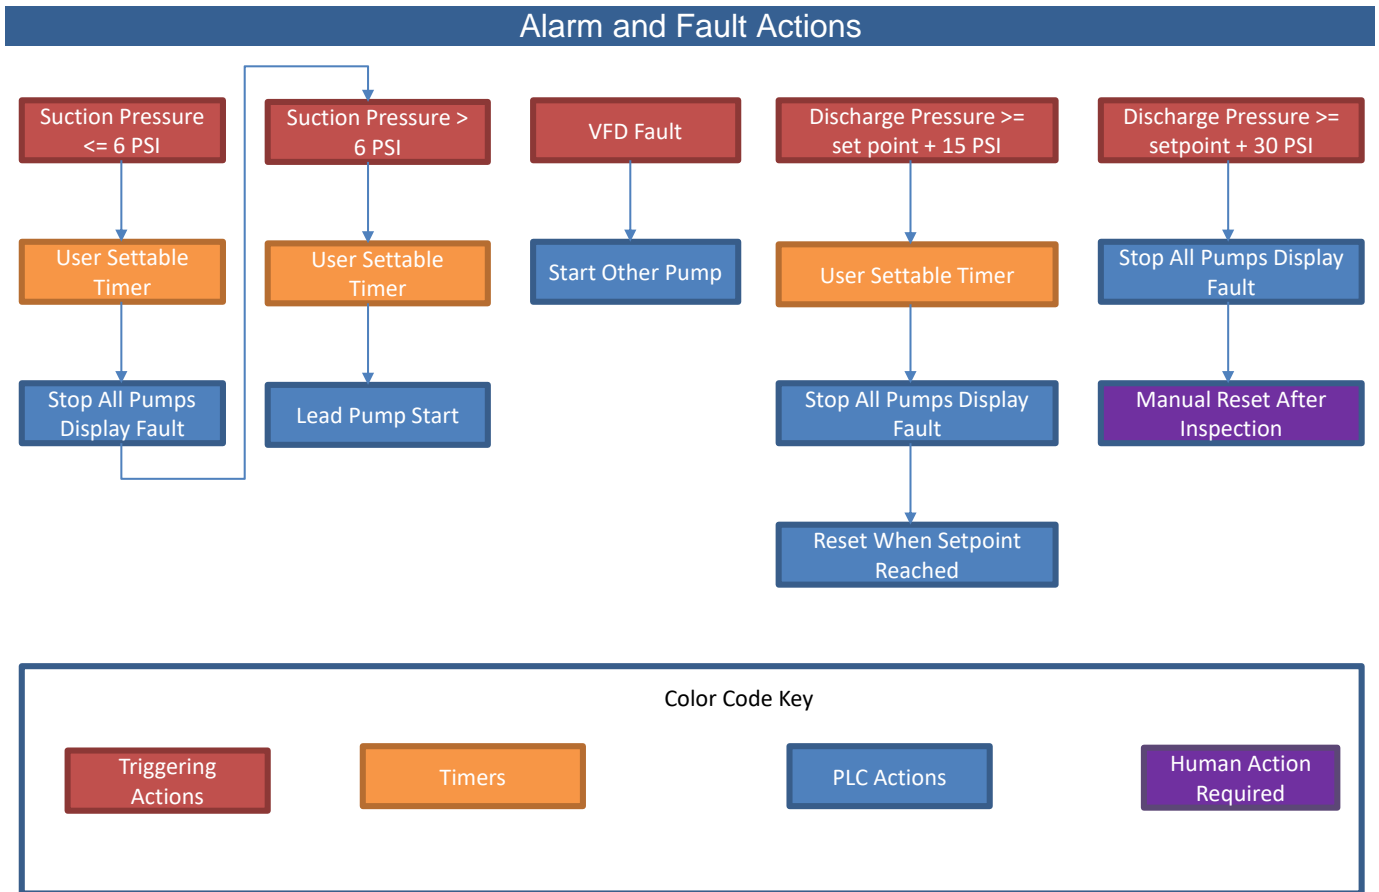 Alarm and Fault Actions
Suction Pressure
<= 6 PSI
Suction Pressure >
6 PSI
VFD Fault
Discharge Pressure >=
set point + 15 PSI
Discharge Pressure >=
setpoint + 30 PSI
User Settable
Timer
User Settable
Timer
Start Other Pump
User Settable Timer
Stop All Pumps Display
Fault
Stop All Pumps
Display Fault
Lead Pump Start
Stop All Pumps Display
Fault
Manual Reset After
Inspection
Reset When Setpoint
Reached
Color Code Key
Triggering
Actions
Timers
PLC Actions
Human Action
Required